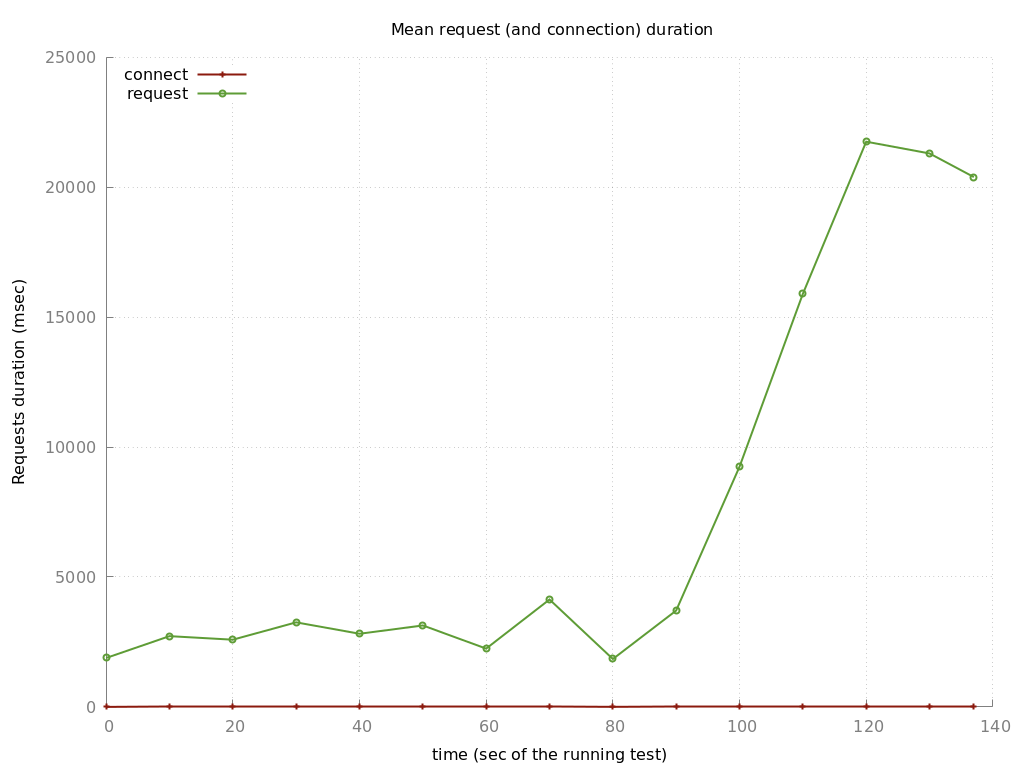 Mean request (and connection) duration
25000
connect
request
20000
15000
10000
5000
0
Requests duration (msec)
0 20 40 60 80 100 120 140
time (sec of the running test)